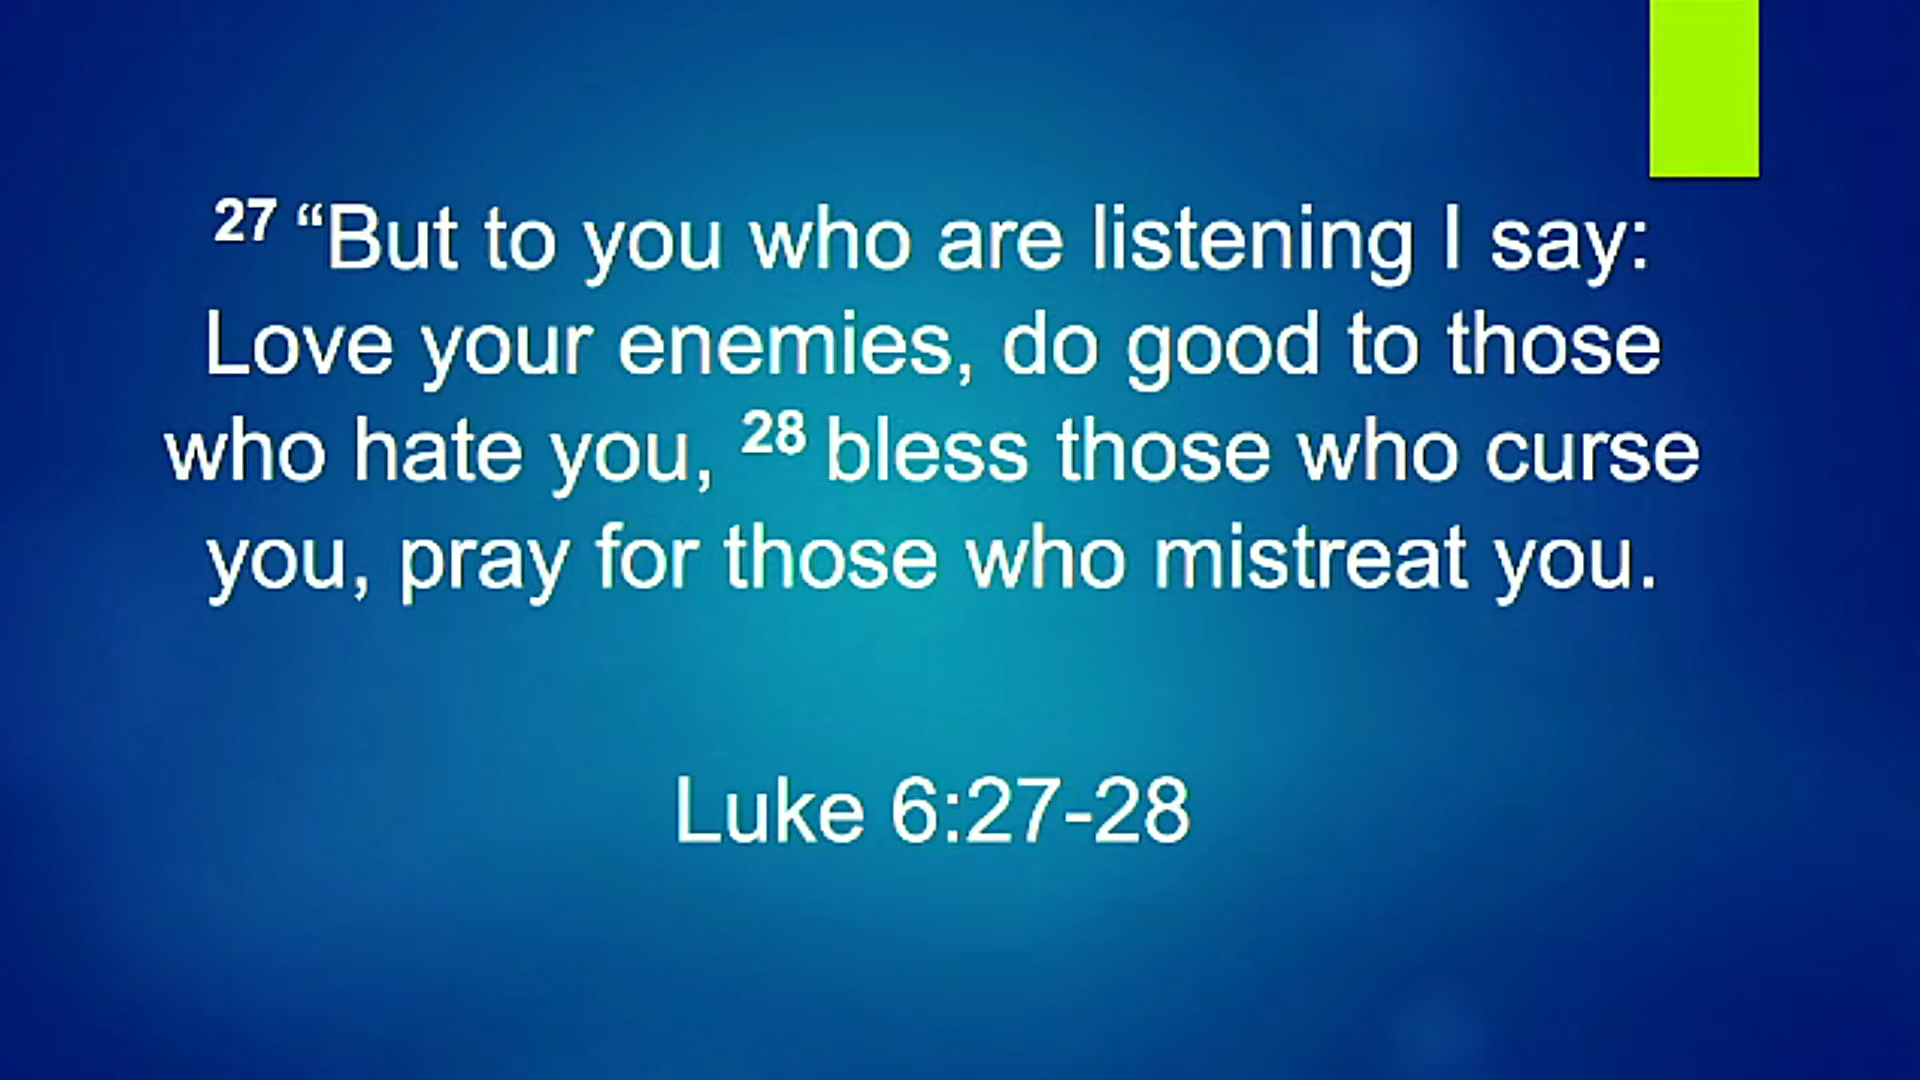 27 “But to you who are listening I say:
Love your enemies, do good to those
who hate you, 28 bless those who curse
you, pray for those who mistreat you.
Luke 6:27-28